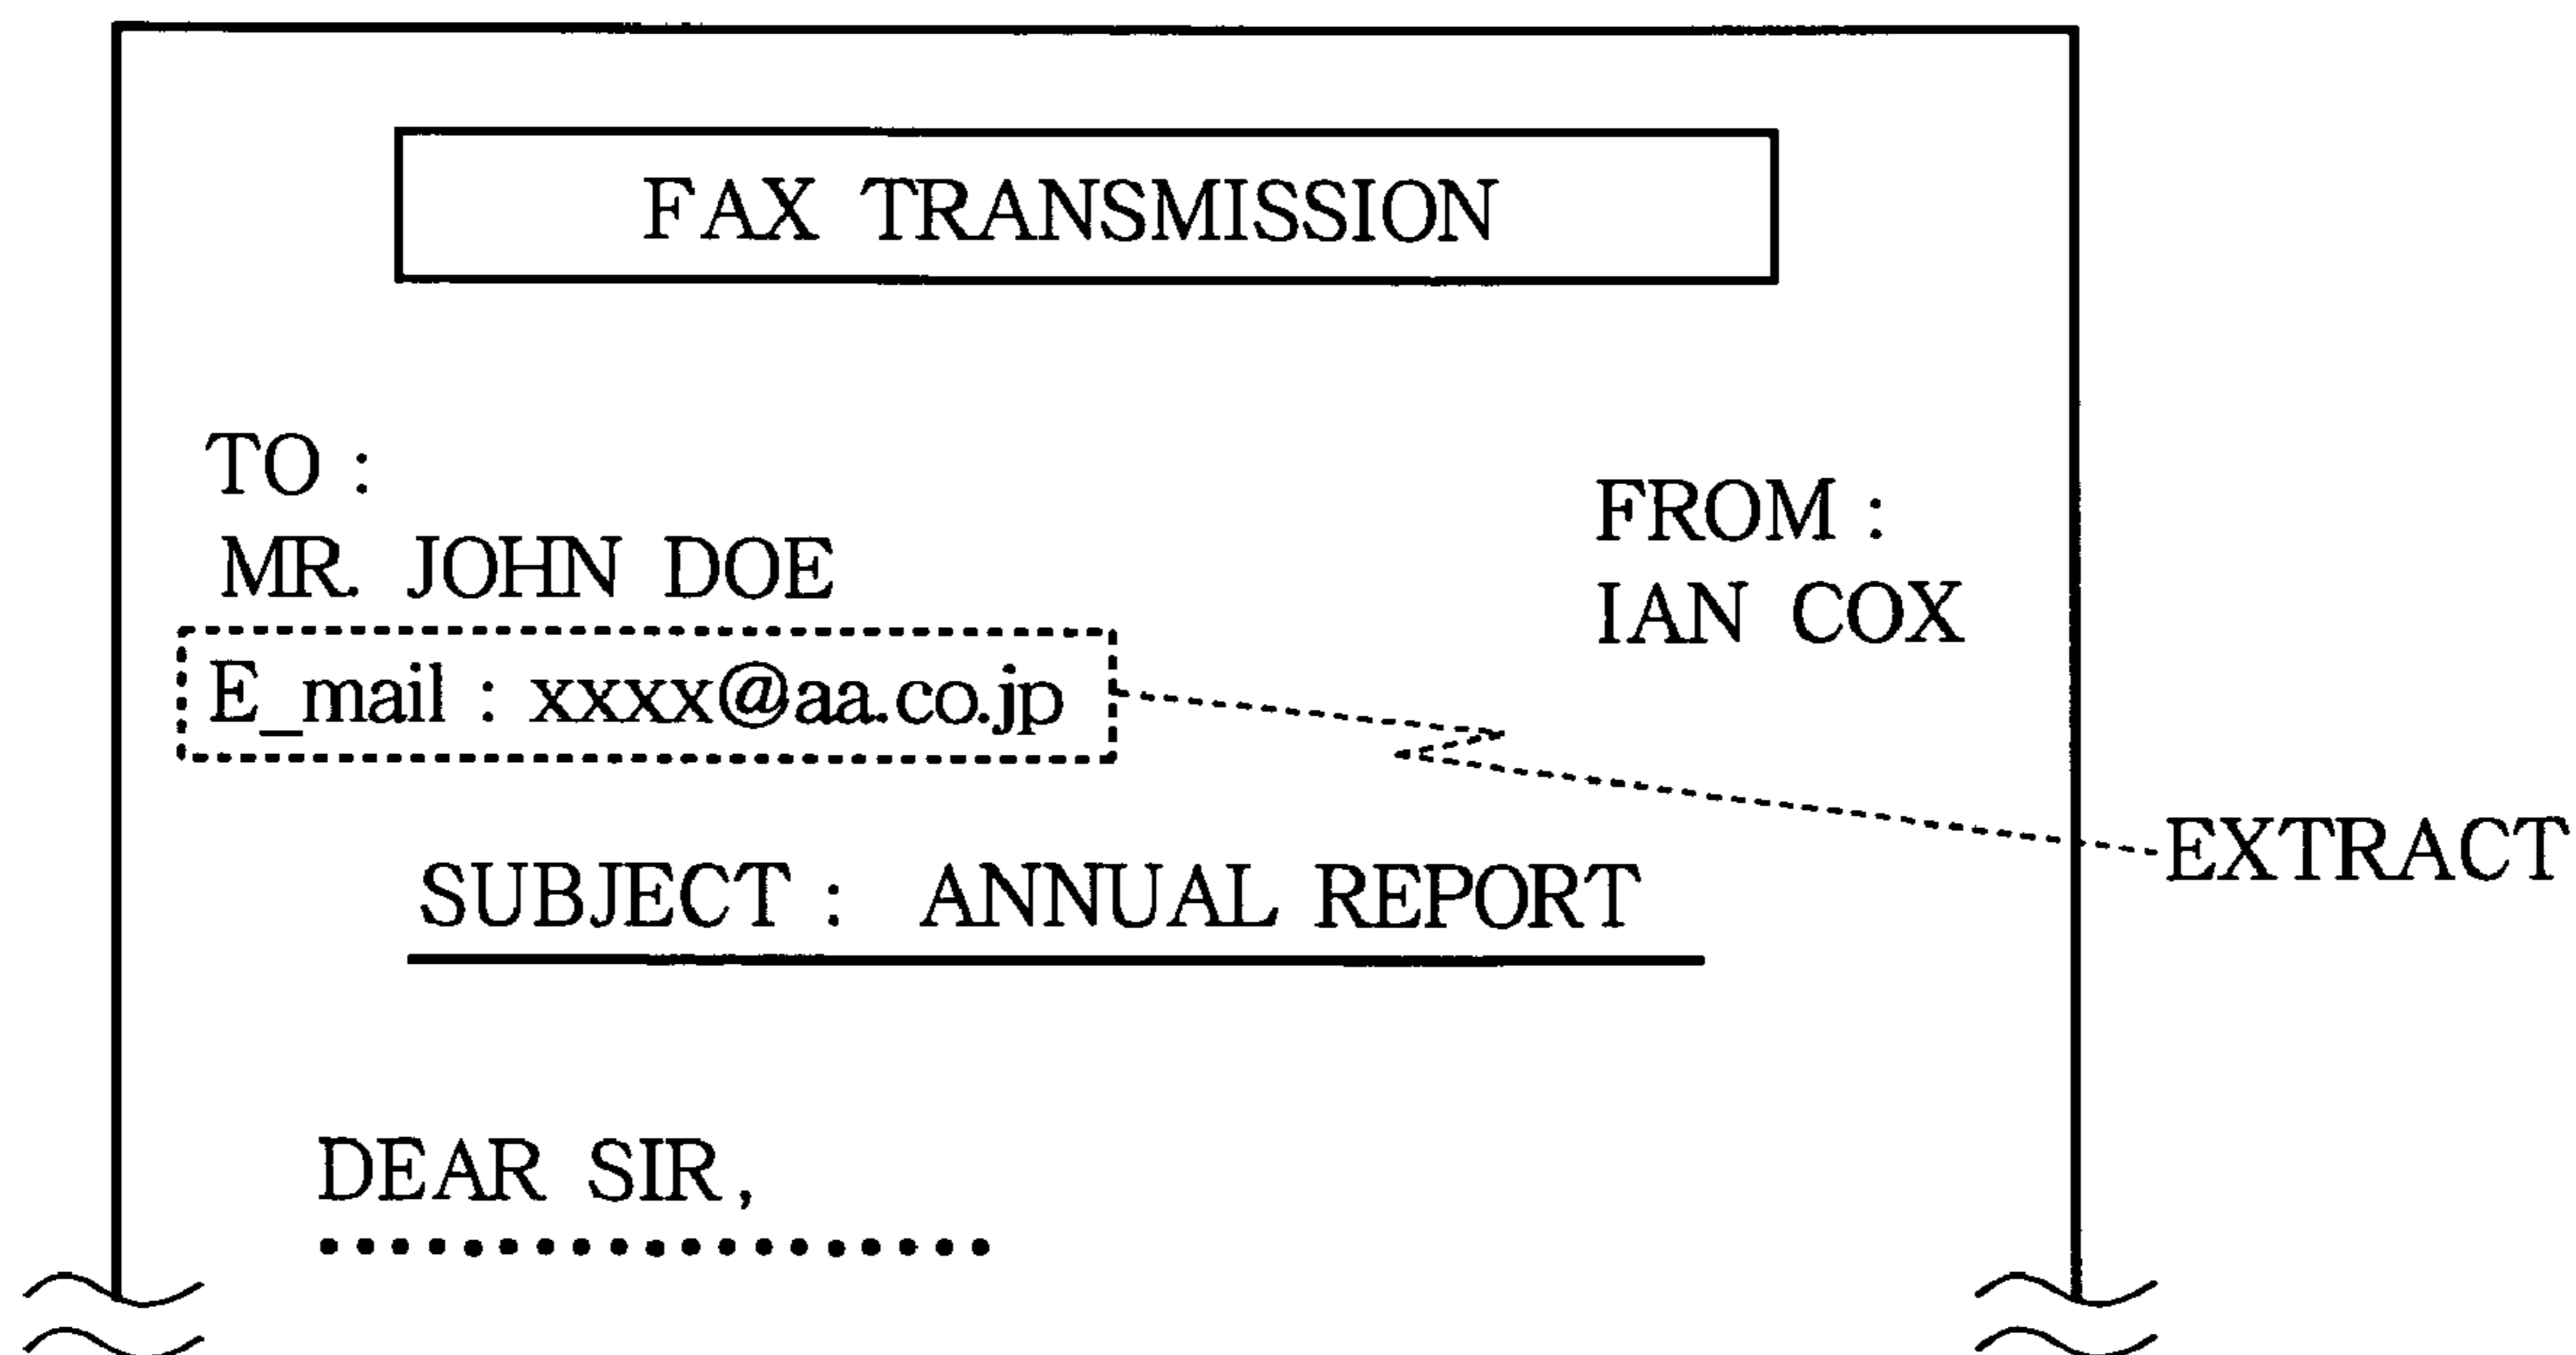 FAX TRANSMISSION
TO :
MR. JOHN DOE
E_mail : xxxx@aa.co.jp
FROM :
IAN COX
EXTRACT
SUBJECT : ANNUAL REPORT
DEAR SIR,
..................